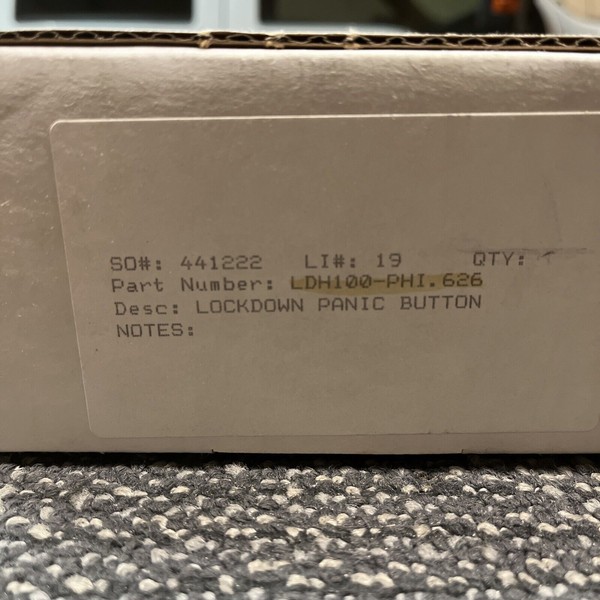 SO#: 441222 LI#: 19 QTY:
Part Number: LDH100-PHI.626
Desc: LOCKDOWN PANIC BUTTON
NOTES: